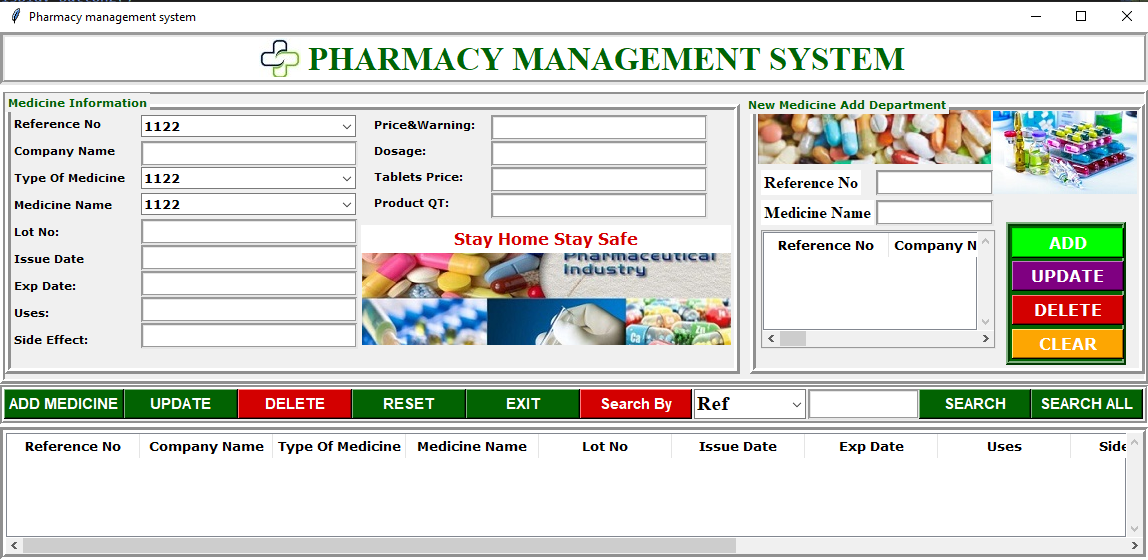 Pharmacy management system
PHARMACY MANAGEMENT SYSTEM
Medicine Information
Reference No 1122
Company Name
Type Of Medicine 1122
Medicine Name 1122
Lot No:
Issue Date
Exp Date:
Uses:
Side Effect:
Price&Warning:
Dosage:
Tablets Price:
Product QT:
Stay Home Stay Safe
Pharmaceutical
Industry
Ca
New Medicine Add Department
Reference No
Medicine Name
Reference No Company N
ADD
UPDATE
DELETE
CLEAR
ADD MEDICINE UPDATE DELETE RESET EXIT Search By Ref SEARCH SEARCH ALL
Reference No Company Name Type Of Medicine Medicine Name Lot No Issue Date Exp Date Uses Side